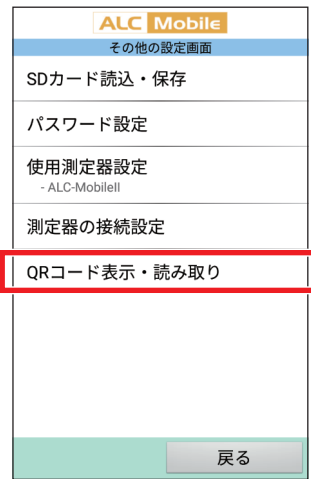 ALC Mobile
その他の設定画面
SDカード読込・保存
パスワード設定
使用測定器設定
- ALC-MobileII
測定器の接続設定
QRコード表示・読み取り
戻る